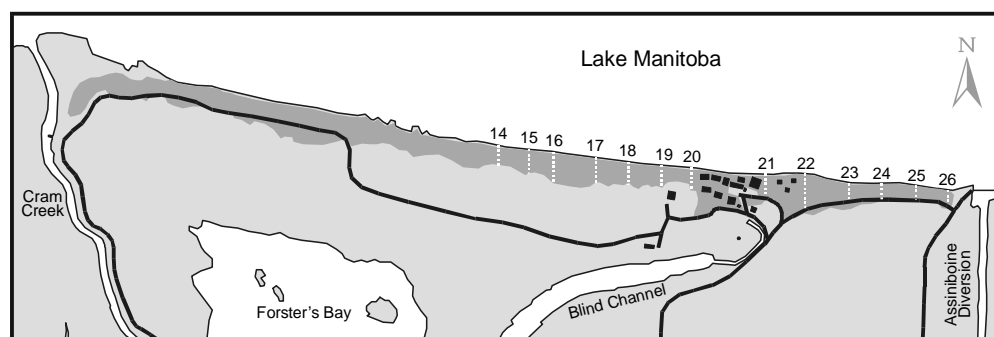 Lake Manitoba
N
14
15
16
17
18
19
20
21
22
23
24
25
26
Cram
Creek
Forster's Bay
Blind Channel
Assiniboine
Diversion